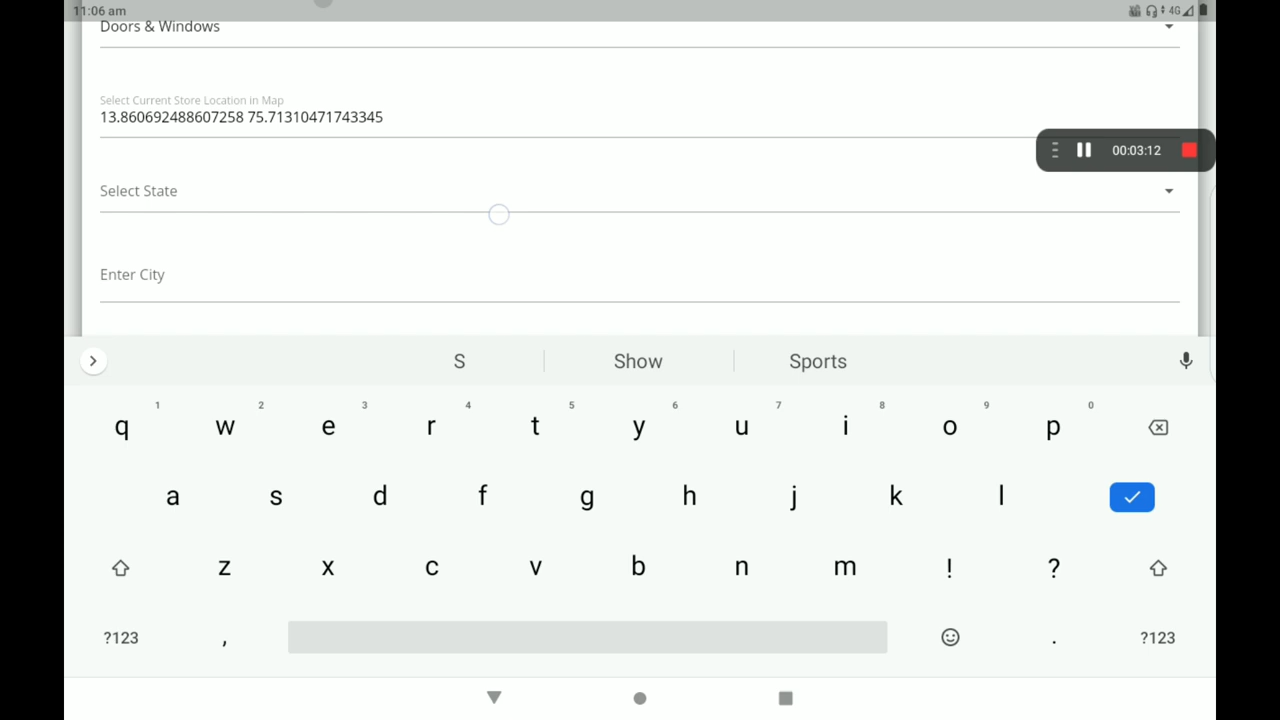 11:06 am
4G
Doors & Windows
Select Current Store Location in Map
13.860692488607258 75.71310471743345
00:03:12
Select State
Enter City
S Show Sports
1 2 3 4 5 6 7 8 9 0
q w e r t y u i o p
a s d f g h j k l
z x c v b n m ! ?
?123 , . ?123